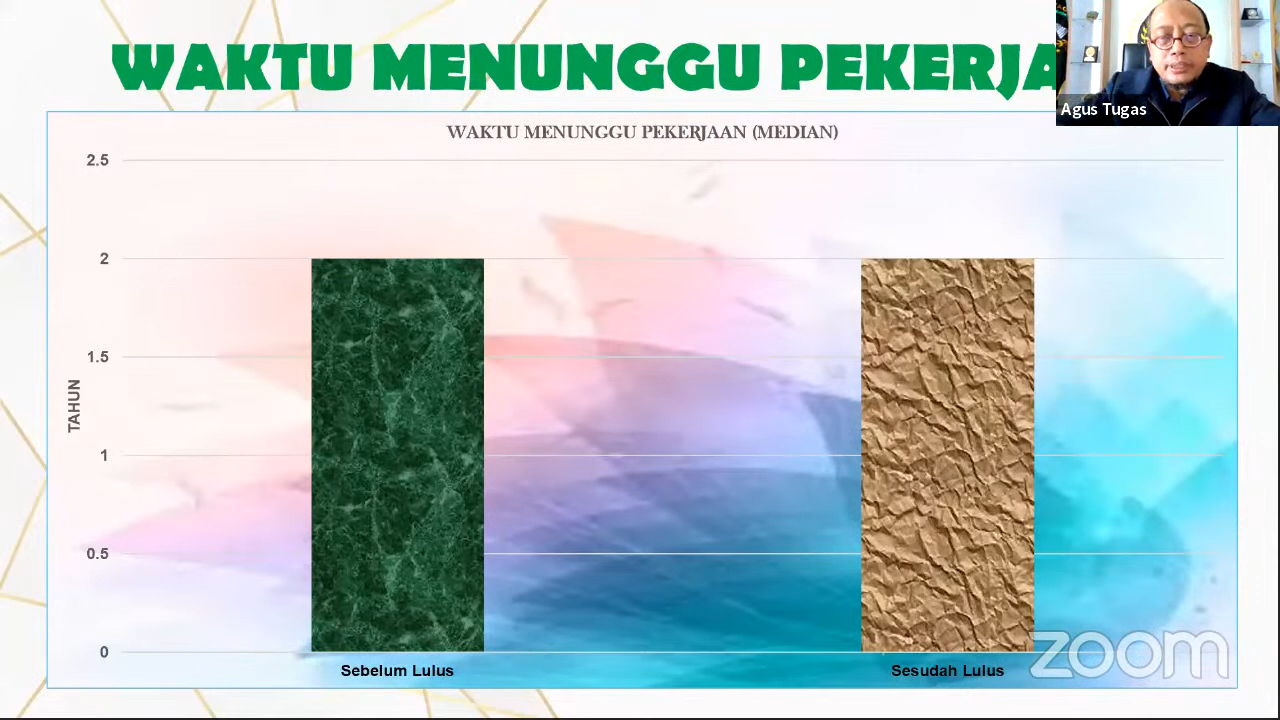 WAKTU MENUNGGU PEKERJA
Agus Tugas
WAKTU MENUNGGU PEKERJAAN (MEDIAN)
2.5
2
1.5
1
0.5
0
TAHUN
Sebelum Lulus
Sesudah Lulus
zoom